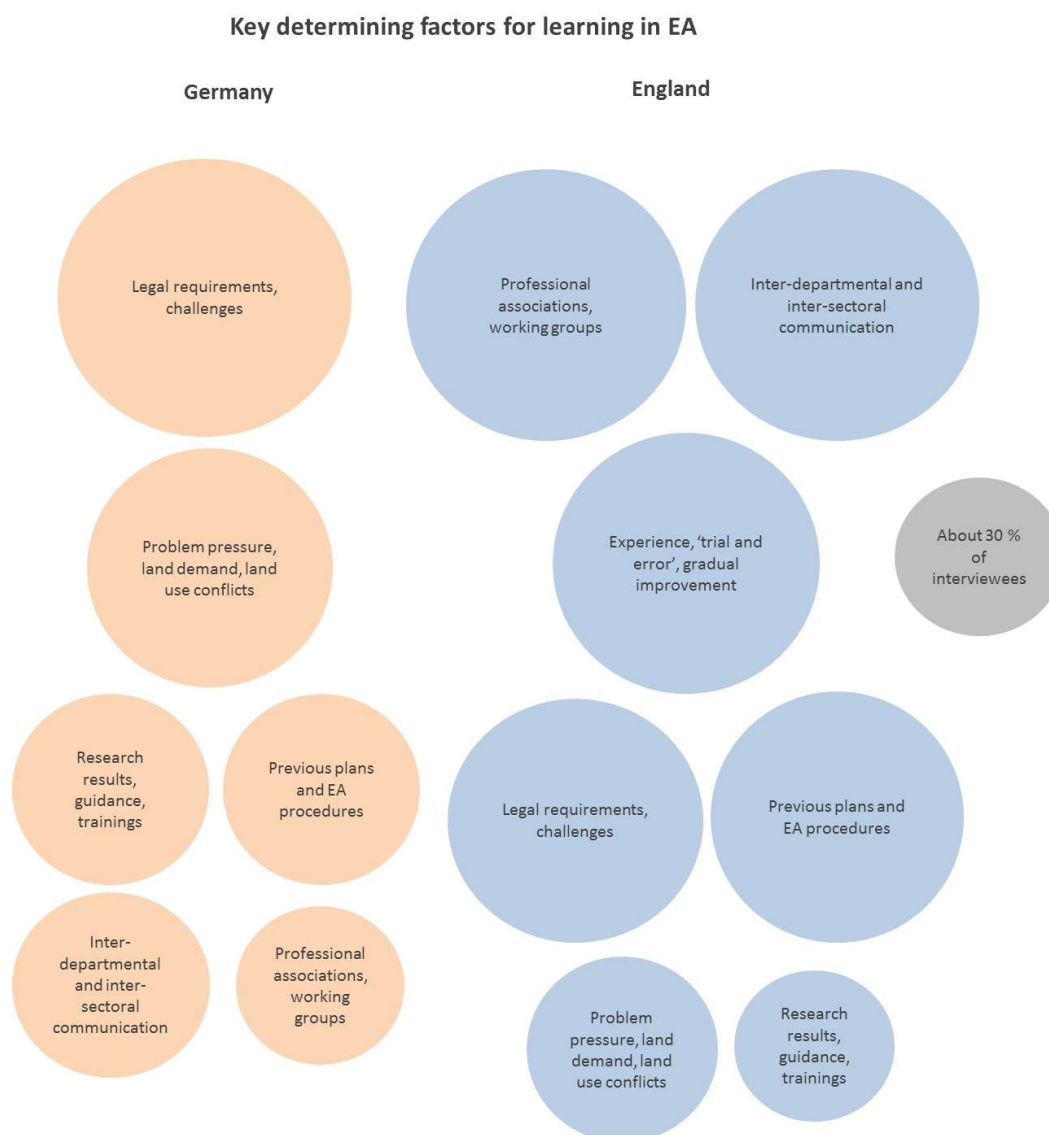 Key determining factors for learning in EA
Germany
England
Legal requirements,
challenges
Professional
associations,
working groups
Inter-departmental and
inter-sectoral
communication
Problem pressure,
land demand, land
use conflicts
Experience, ‘trial and
error’, gradual
improvement
About 30 %
of
interviewees
Research
results,
guidance,
trainings
Previous plans
and EA
procedures
Legal requirements,
challenges
Previous plans and
EA procedures
Inter-
departmental
and inter-
sectoral
communication
Professional
associations,
working
groups
Problem
pressure, land
demand, land
use conflicts
Research
results,
guidance,
trainings